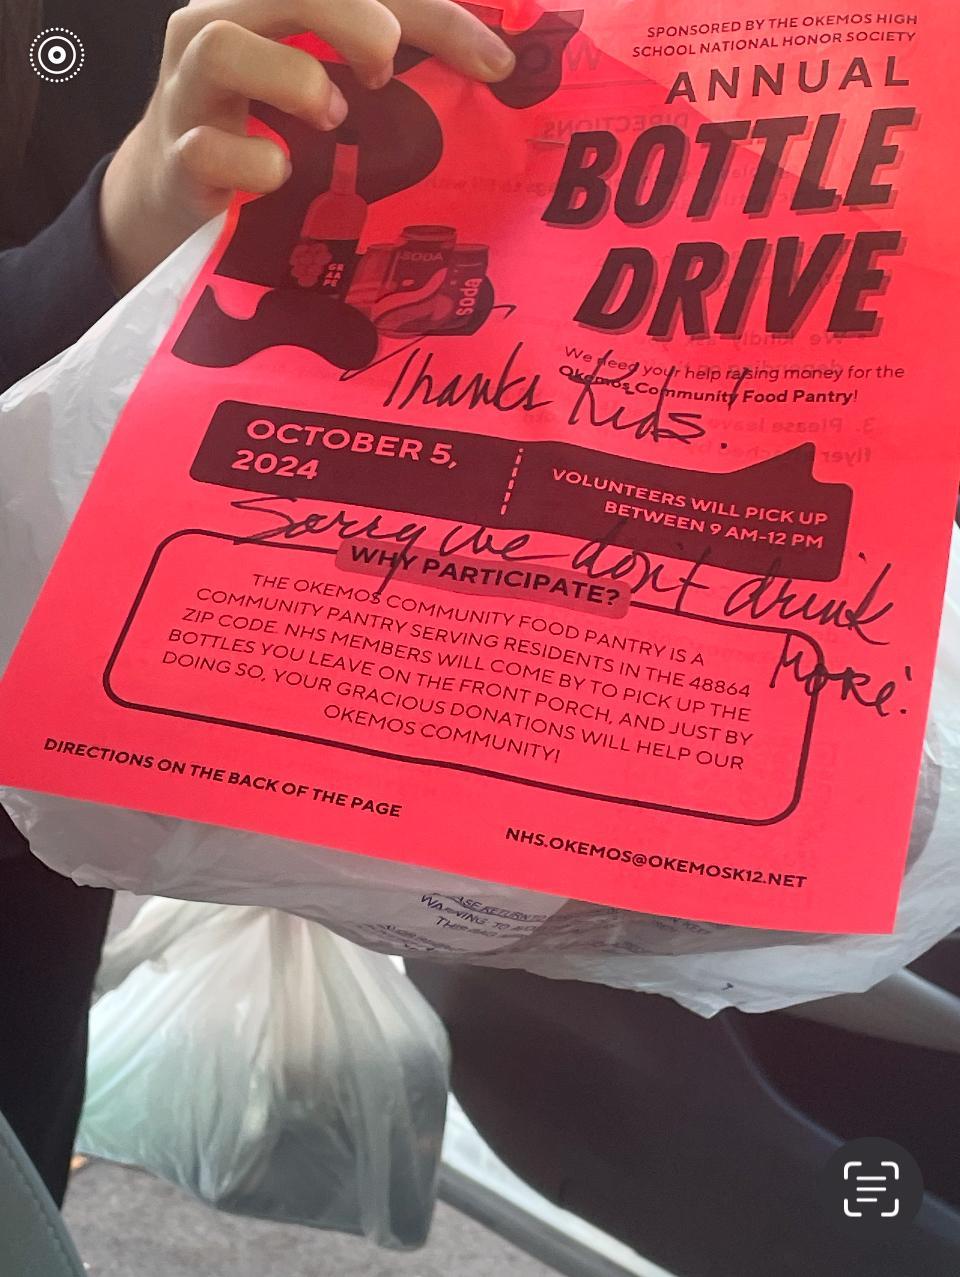 SPONSORED BY THE OKEMOS HIGH
SCHOOL NATIONAL HONOR SOCIETY
ANNUAL
BOTTLE
DRIVE
GRAPE
SODA
soda
We need your help raising money for the
Okemos Community Food Pantry!
Thanks Kids!
OCTOBER 5,
2024
VOLUNTEERS WILL PICK UP
BETWEEN 9 AM-12 PM
Sorry we don't drink
more!
WHY PARTICIPATE?
THE OKEMOS COMMUNITY FOOD PANTRY IS A
COMMUNITY PANTRY SERVING RESIDENTS IN THE 48864
ZIP CODE. NHS MEMBERS WILL COME BY TO PICK UP THE
BOTTLES YOU LEAVE ON THE FRONT PORCH, AND JUST BY
DOING SO, YOUR GRACIOUS DONATIONS WILL HELP OUR
OKEMOS COMMUNITY!
DIRECTIONS ON THE BACK OF THE PAGE
NHS.OKEMOS@OKEMOSK12.NET
WARNING: TO